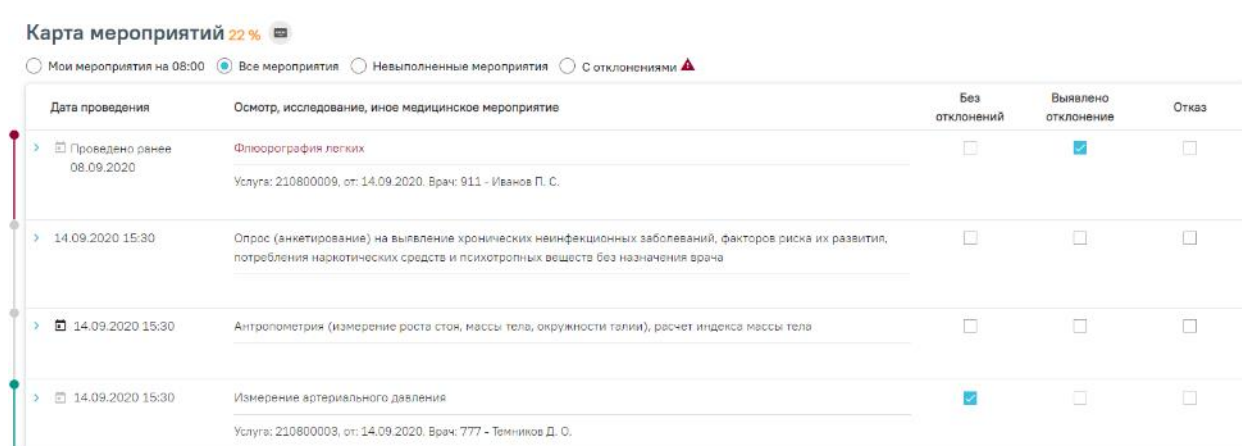 Карта мероприятий 22 %
Мои мероприятия на 08:00 Все мероприятия Невыполненные мероприятия С отклонениями
Дата проведения Осмотр, исследование, иное медицинское мероприятие Без отклонений Выявлено отклонение Отказ
Проведено ранее Флюорография легких
08.09.2020
Услуга: 210800009, от: 14.09.2020. Врач: 911 - Иванов П. С.
14.09.2020 15:30 Опрос (анкетирование) на выявление хронических неинфекционных заболеваний, факторов риска их развития,
потребления наркотических средств и психотропных веществ без назначения врача
14.09.2020 15:30 Антропометрия (измерение роста стоя, массы тела, окружности талии), расчет индекса массы тела
14.09.2020 15:30 Измерение артериального давления
Услуга: 210800003, от: 14.09.2020. Врач: 777 - Темников Д. О.